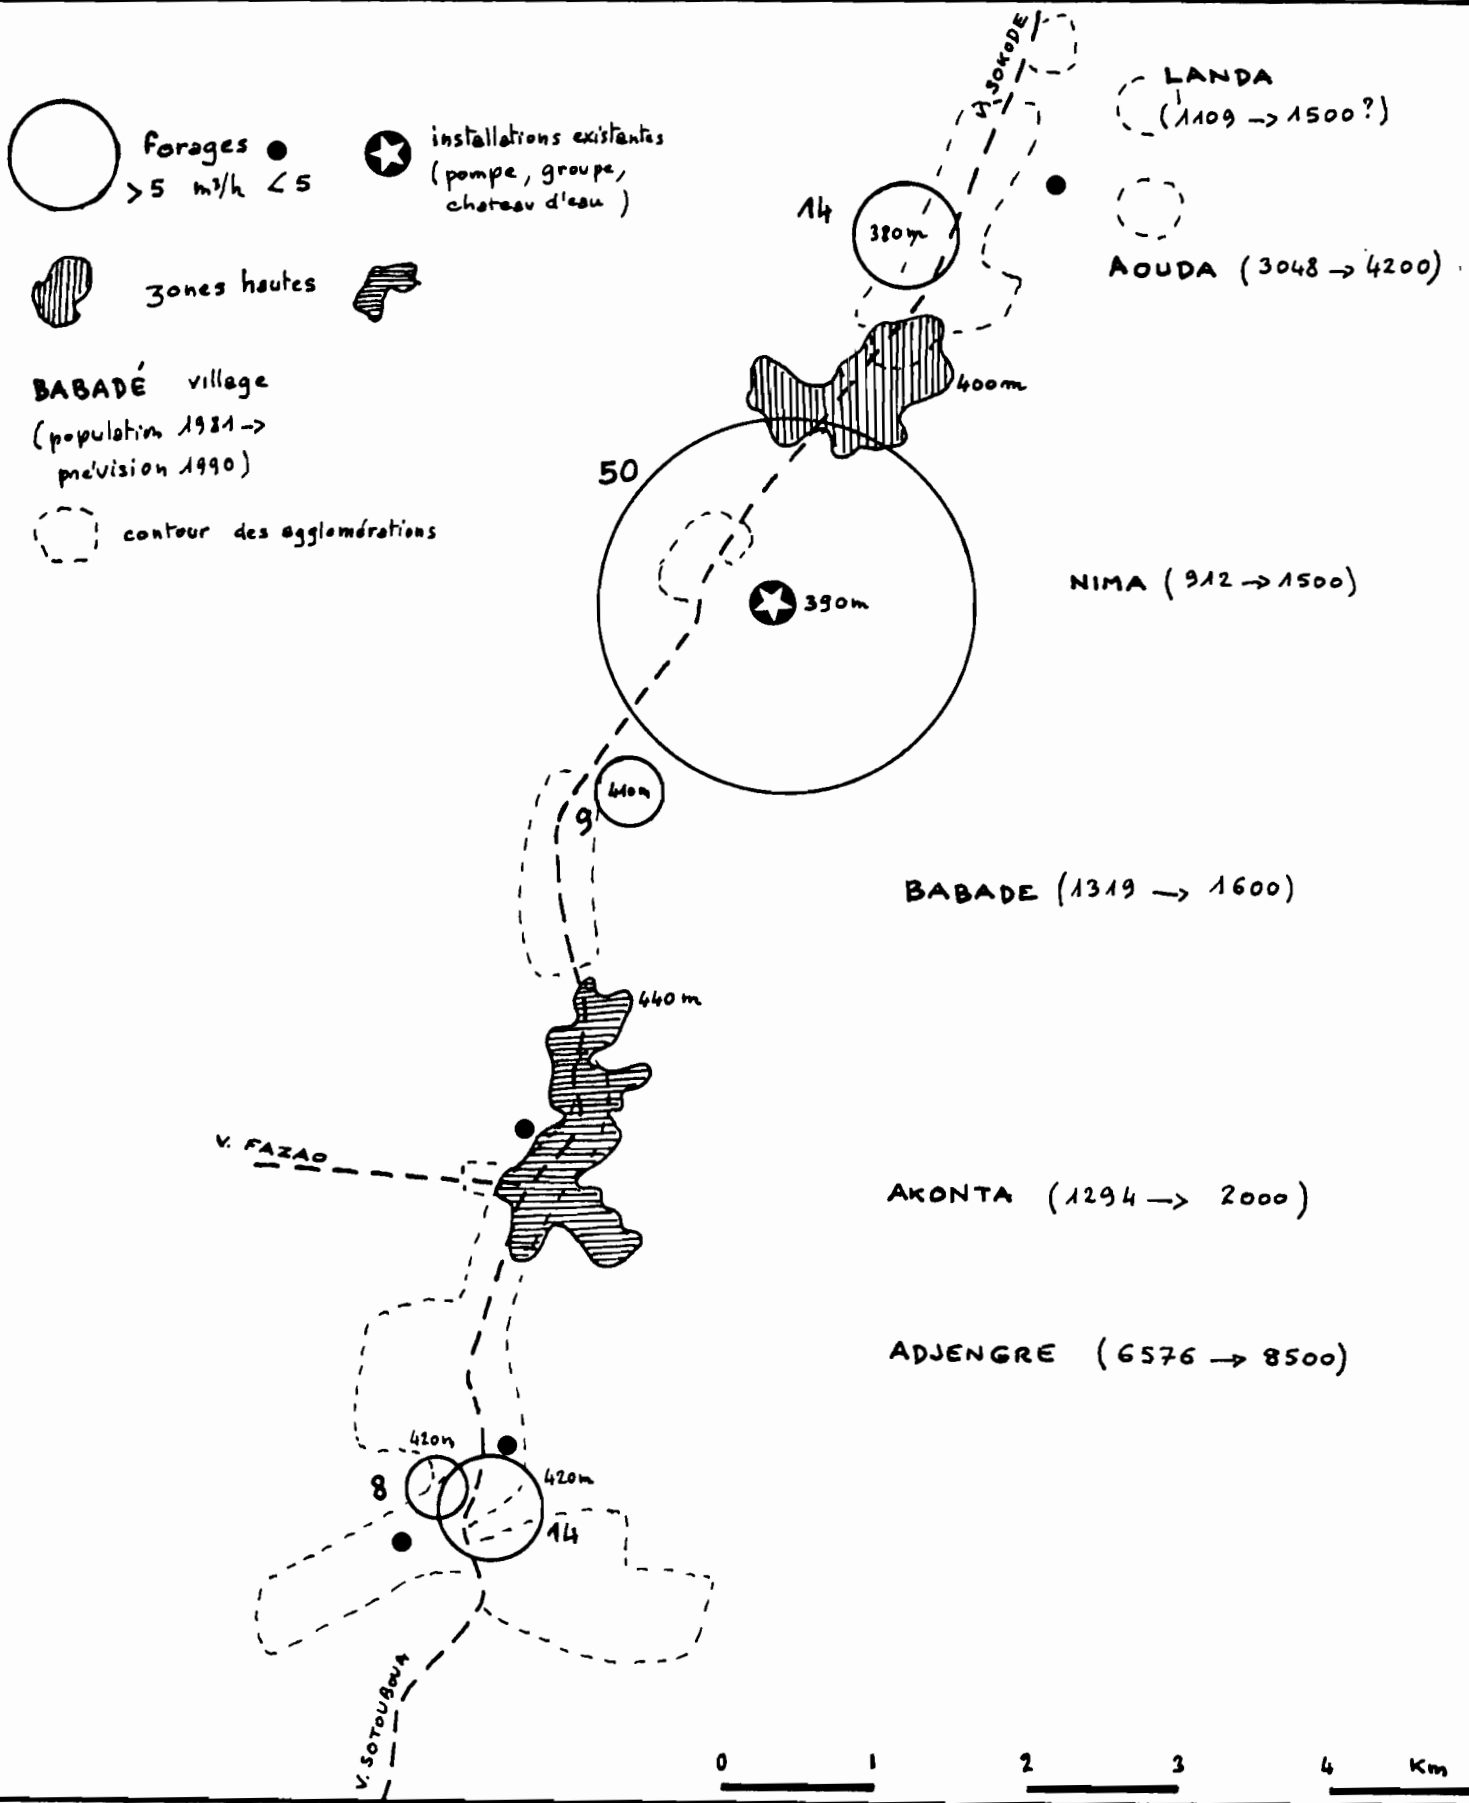 V. SOKODE
LANDA
(1109 → 1500?)
forages
> 5 m³/h < 5
installations existantes
(pompe, groupe,
chateau d'eau)
14
380m
AOUDA (3048 → 4200)
zones hautes
400m
BABADÉ village
(population 1981 →
prévision 1990)
50
contour des agglomérations
NIMA (912 → 1500)
390m
410m
9
BABADE (1319 → 1600)
440m
V. FAZAO
AKONTA (1294 → 2000)
ADJENGRE (6576 → 8500)
420m
8
420m
14
V. SOTOUBOUA
0 1 2 3 4 Km